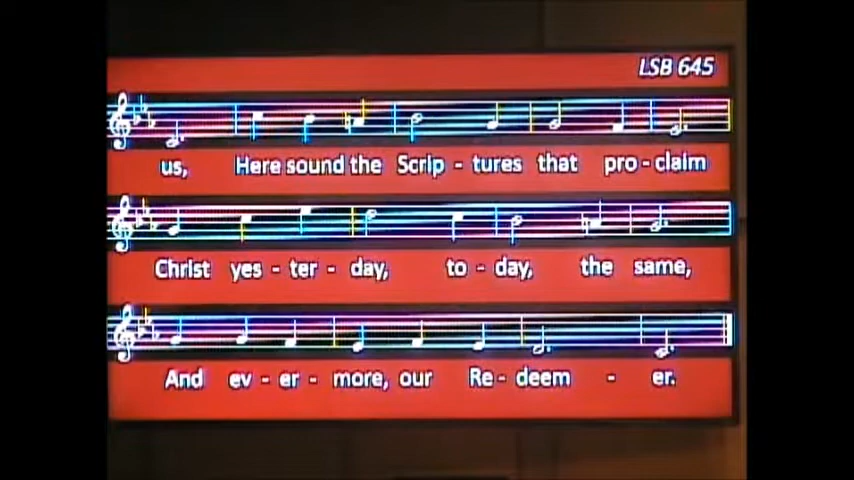 LSB 645
us, Here sound the Scrip - tures that pro - claim
Christ yes - ter - day, to - day, the same,
And ev - er - more, our Re - deem - er.